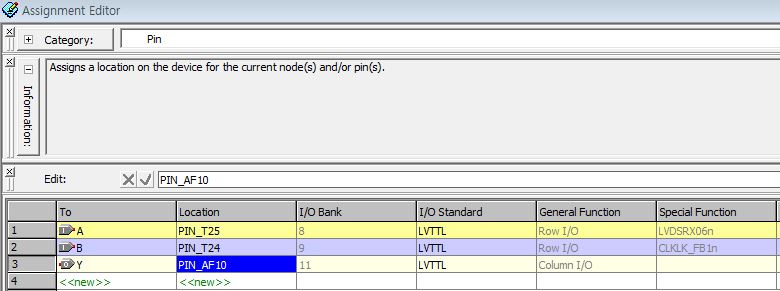 Assignment Editor
Category: Pin
Information:
Assigns a location on the device for the current node(s) and/or pin(s).
Edit: PIN_AF10
To Location I/O Bank I/O Standard General Function Special Function
1 A PIN_T25 8 LVTTL Row I/O LVDSRX06n
2 B PIN_T24 9 LVTTL Row I/O CLKLK_FB1n
3 Y PIN_AF10 11 LVTTL Column I/O
4 <<new>> <<new>>